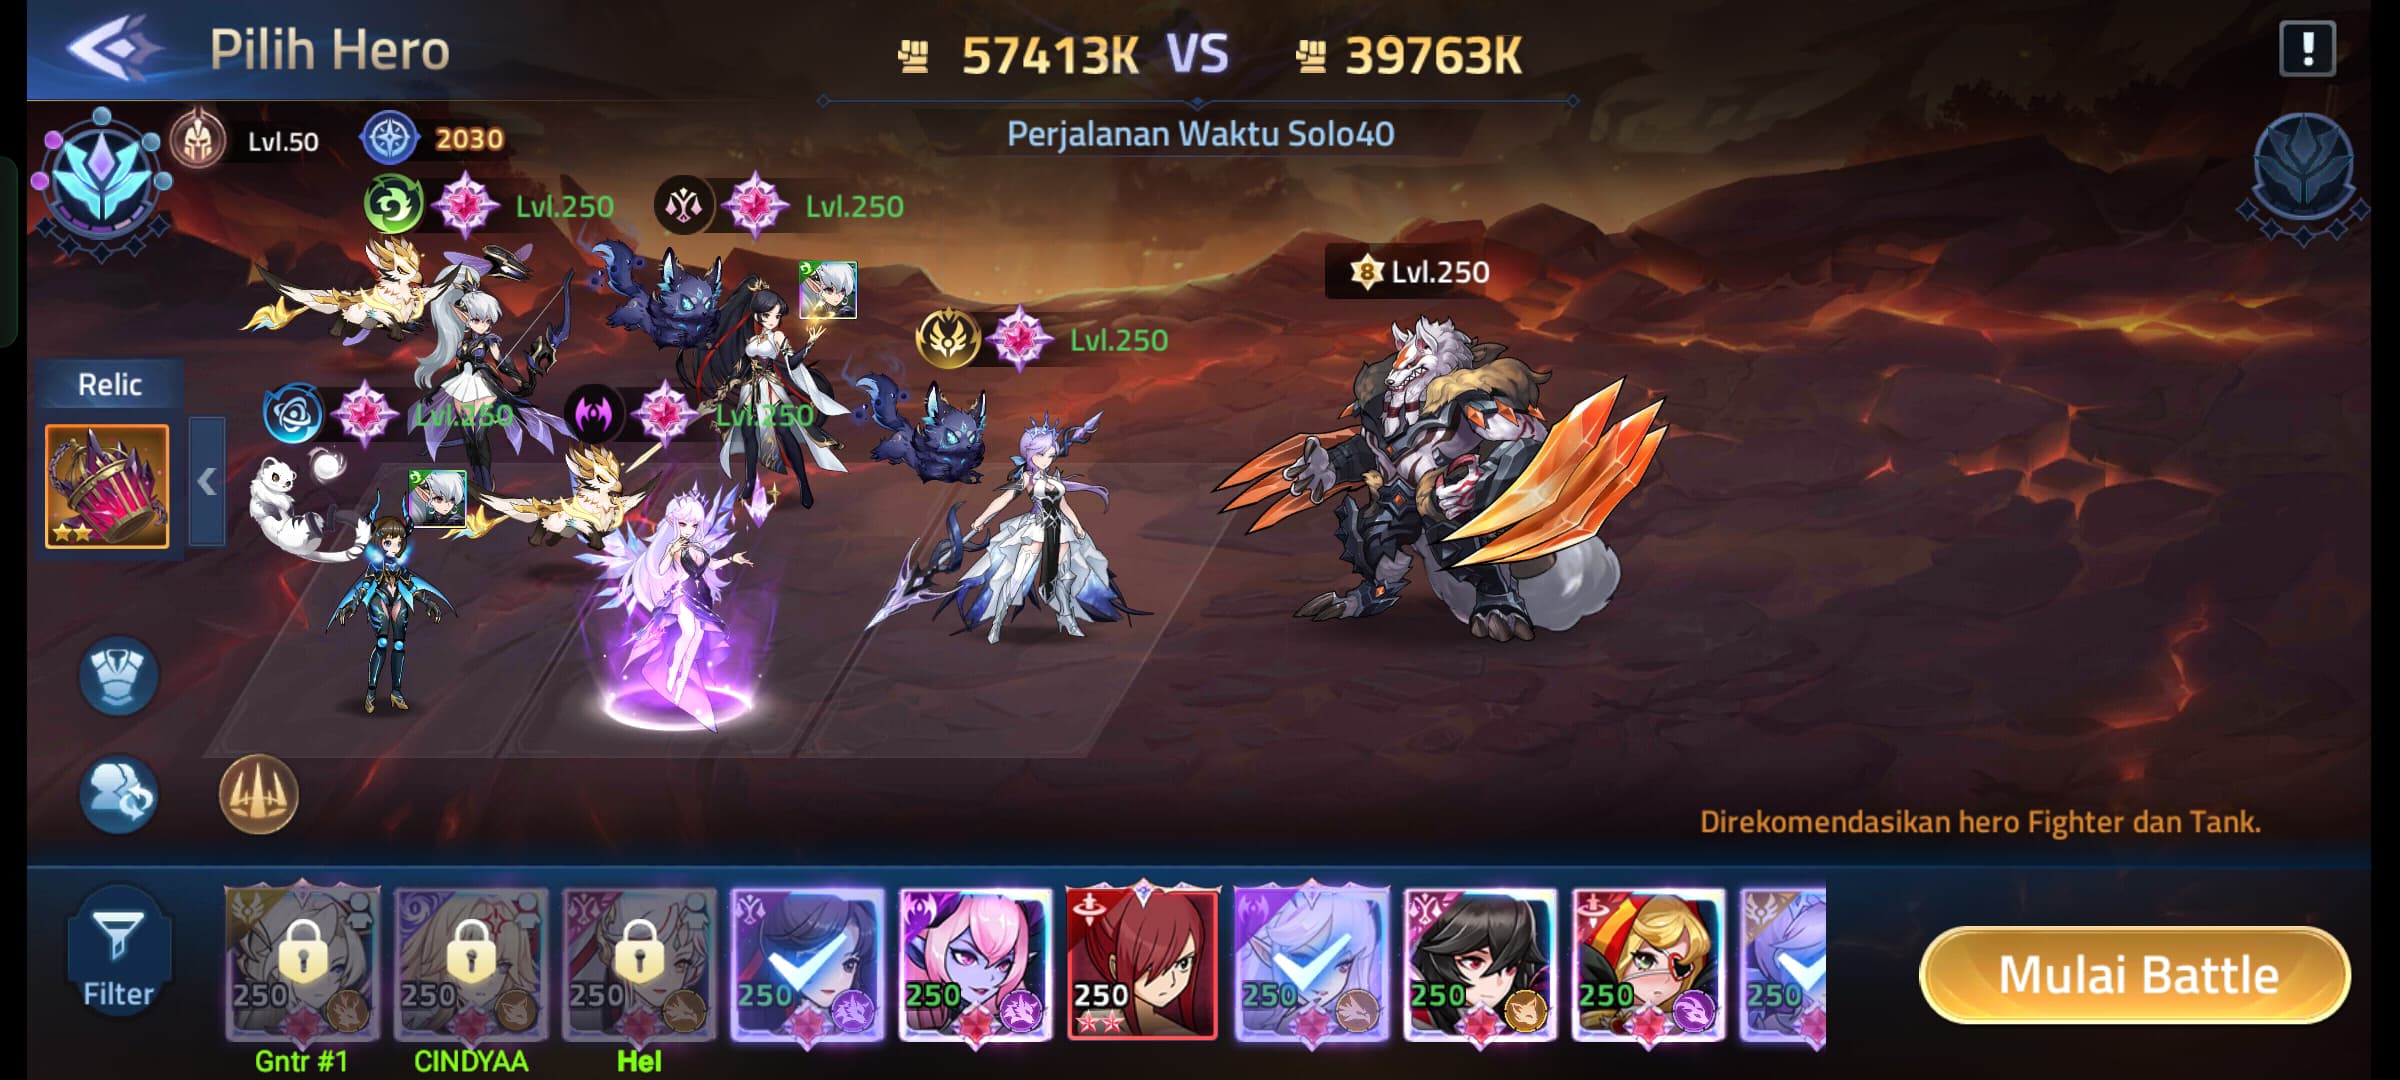 Pilih Hero
57413K VS 39763K
Perjalanan Waktu Solo40
Lvl.50
2030
Lvl.250
Lvl.250
Lvl.250
8 Lvl.250
Relic
Lvl.250
Lvl.250
Direkomendasikan hero Fighter dan Tank.
Filter
250
250
250
250
250
250
250
250
250
250
Gntr #1
CINDYAA
Hel
Mulai Battle